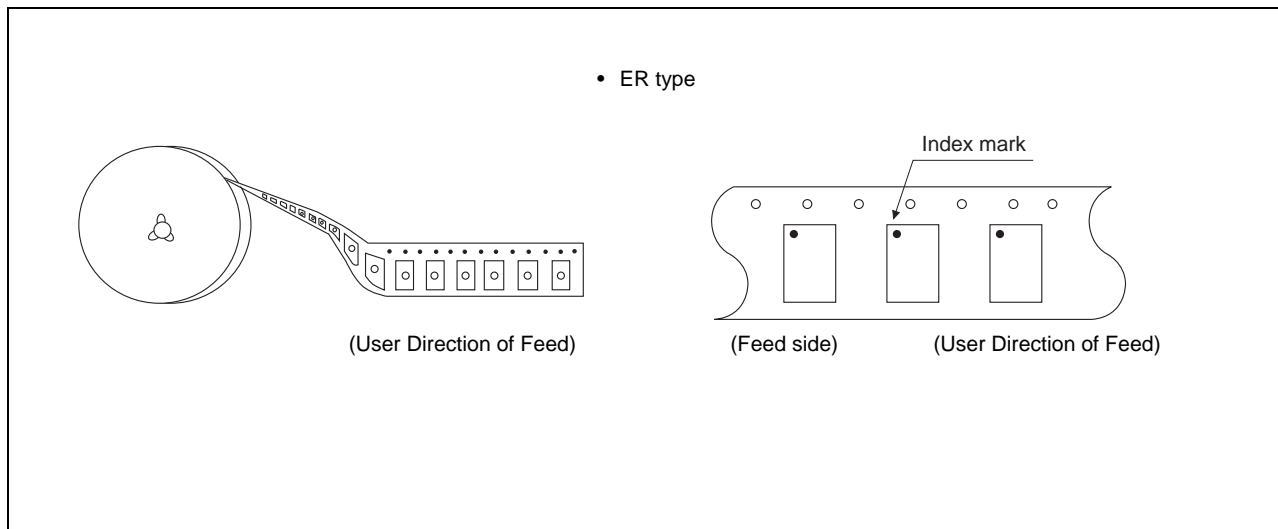 • ER type
Index mark
(User Direction of Feed)
(Feed side)
(User Direction of Feed)